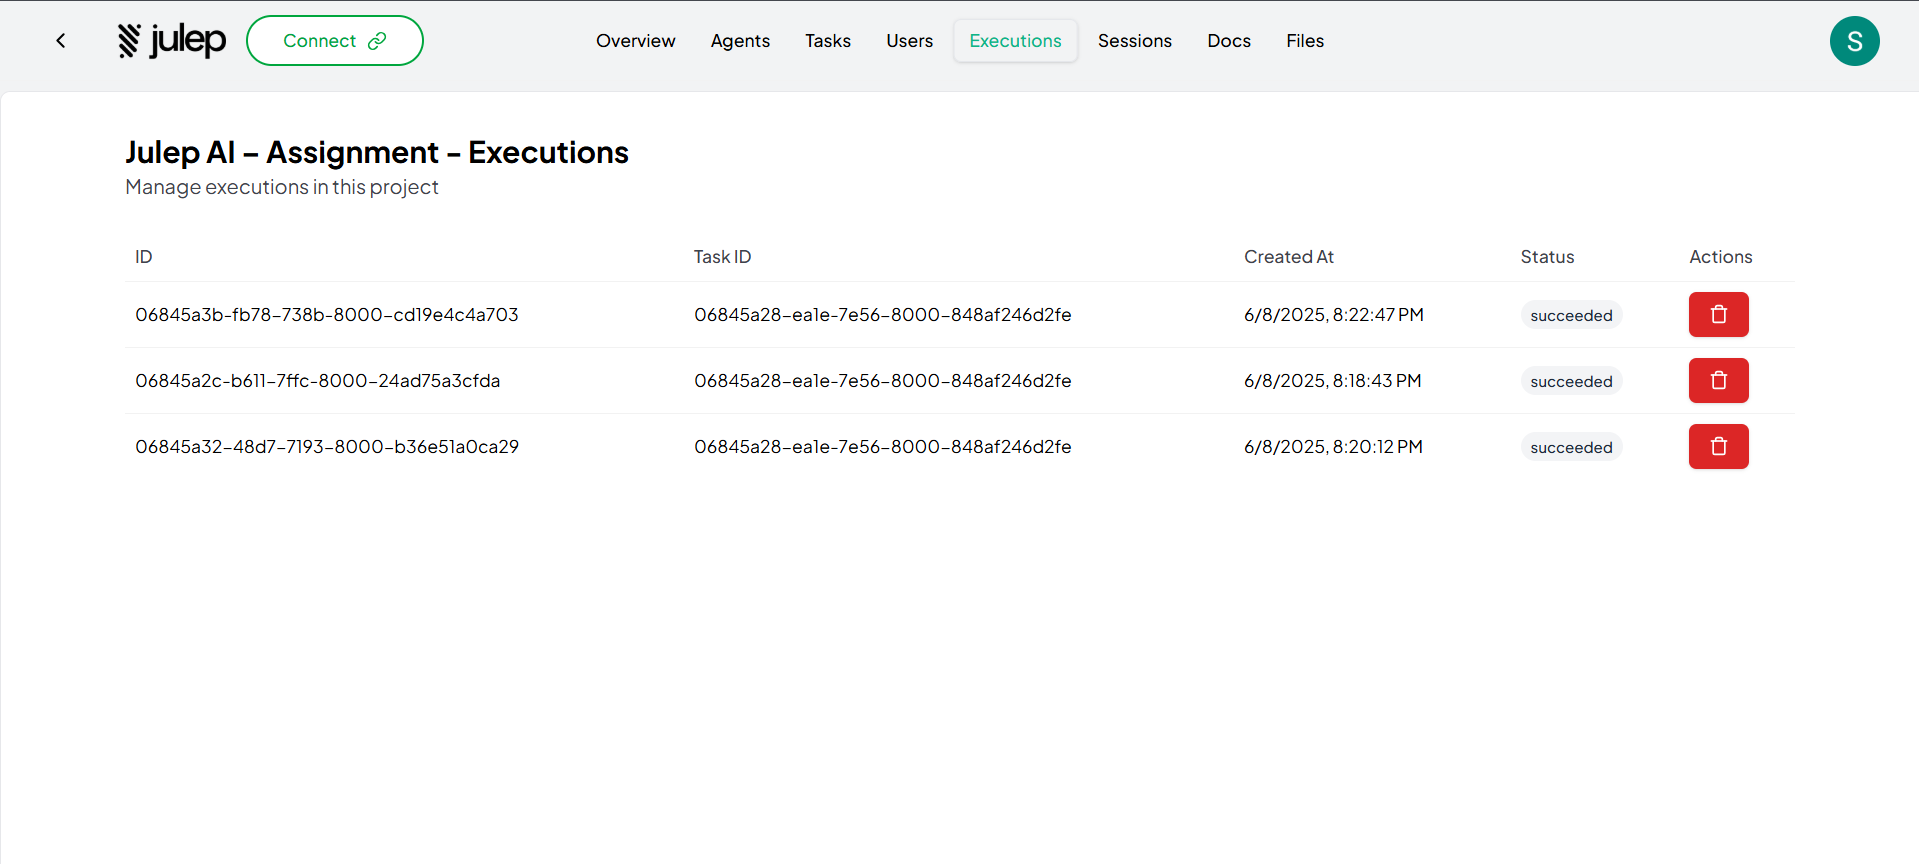 julep Connect Overview Agents Tasks Users Executions Sessions Docs Files S
Julep AI – Assignment - Executions
Manage executions in this project
ID Task ID Created At Status Actions
06845a3b-fb78-738b-8000-cd19e4c4a703 06845a28-ea1e-7e56-8000-848af246d2fe 6/8/2025, 8:22:47 PM succeeded
06845a2c-b611-7ffc-8000-24ad75a3cfda 06845a28-ea1e-7e56-8000-848af246d2fe 6/8/2025, 8:18:43 PM succeeded
06845a32-48d7-7193-8000-b36e51a0ca29 06845a28-ea1e-7e56-8000-848af246d2fe 6/8/2025, 8:20:12 PM succeeded